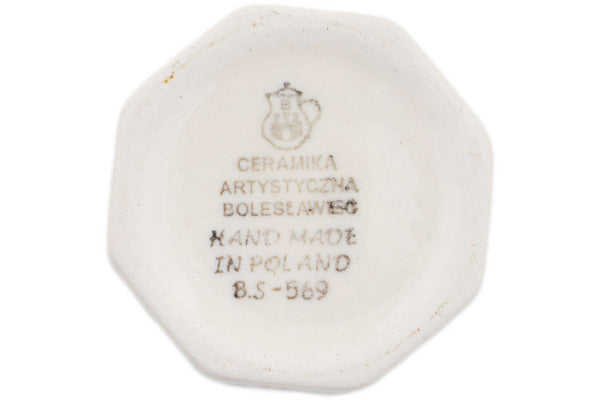 B
CERAMIKA
ARTYSTYCZNA
BOLESŁAWIEC
HAND MADE
IN POLAND
B.S-569